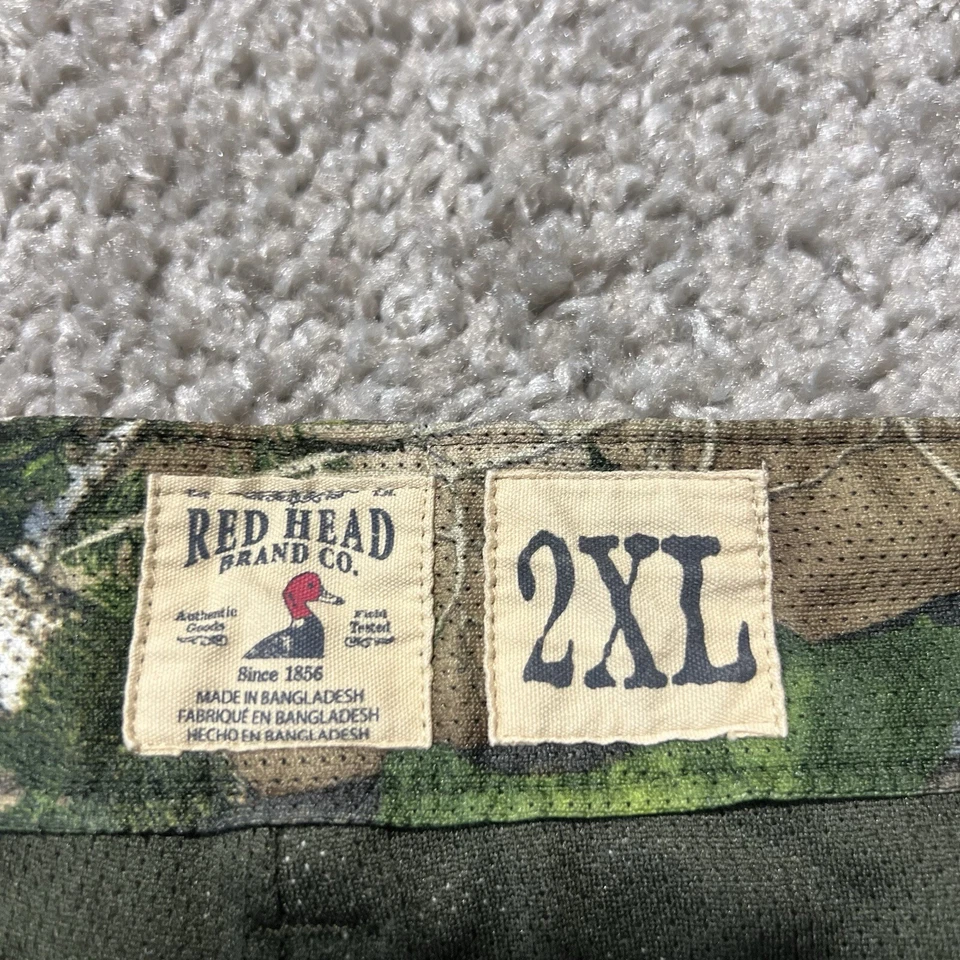 RED HEAD
BRAND CO.
Authentic
Goods
Field
Tested
Since 1856
MADE IN BANGLADESH
FABRIQUÉ EN BANGLADESH
HECHO EN BANGLADESH
2XL